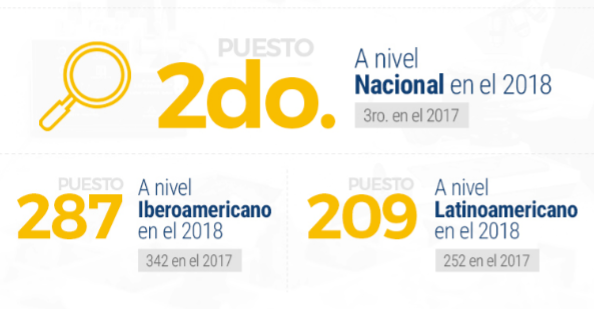 PUESTO
2do.
A nivel
Nacional en el 2018
3ro. en el 2017
PUESTO
287
A nivel
Iberoamericano
en el 2018
342 en el 2017
PUESTO
209
A nivel
Latinoamericano
en el 2018
252 en el 2017